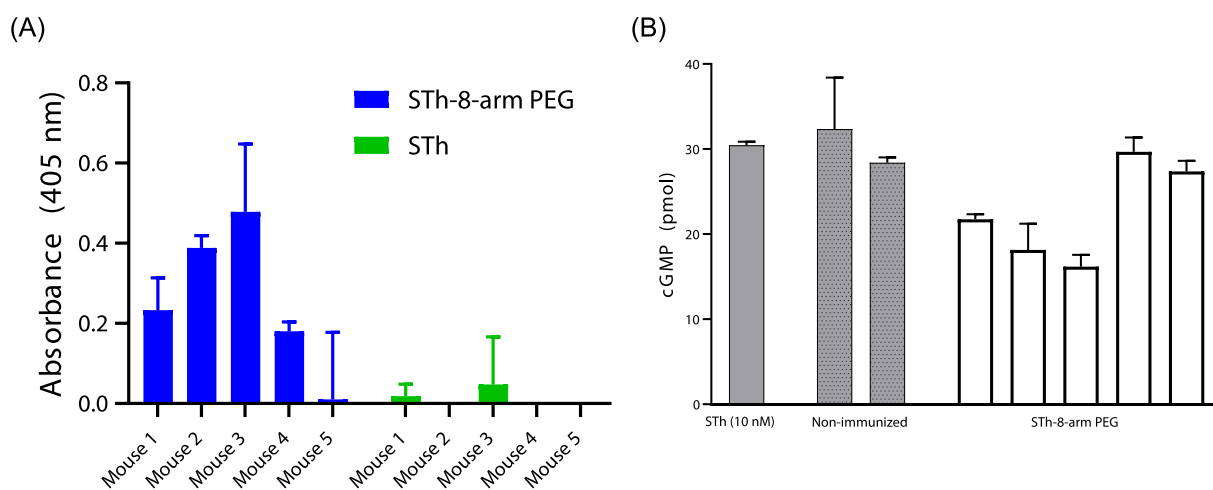 (A)
(B)
0.8
0.6
0.4
0.2
0.0
Absorbance (405 nm)
STh-8-arm PEG
STh
Mouse 1
Mouse 2
Mouse 3
Mouse 4
Mouse 5
Mouse 1
Mouse 2
Mouse 3
Mouse 4
Mouse 5
40
30
20
10
0
cGMP (pmol)
STh (10 nM)
Non-immunized
STh-8-arm PEG